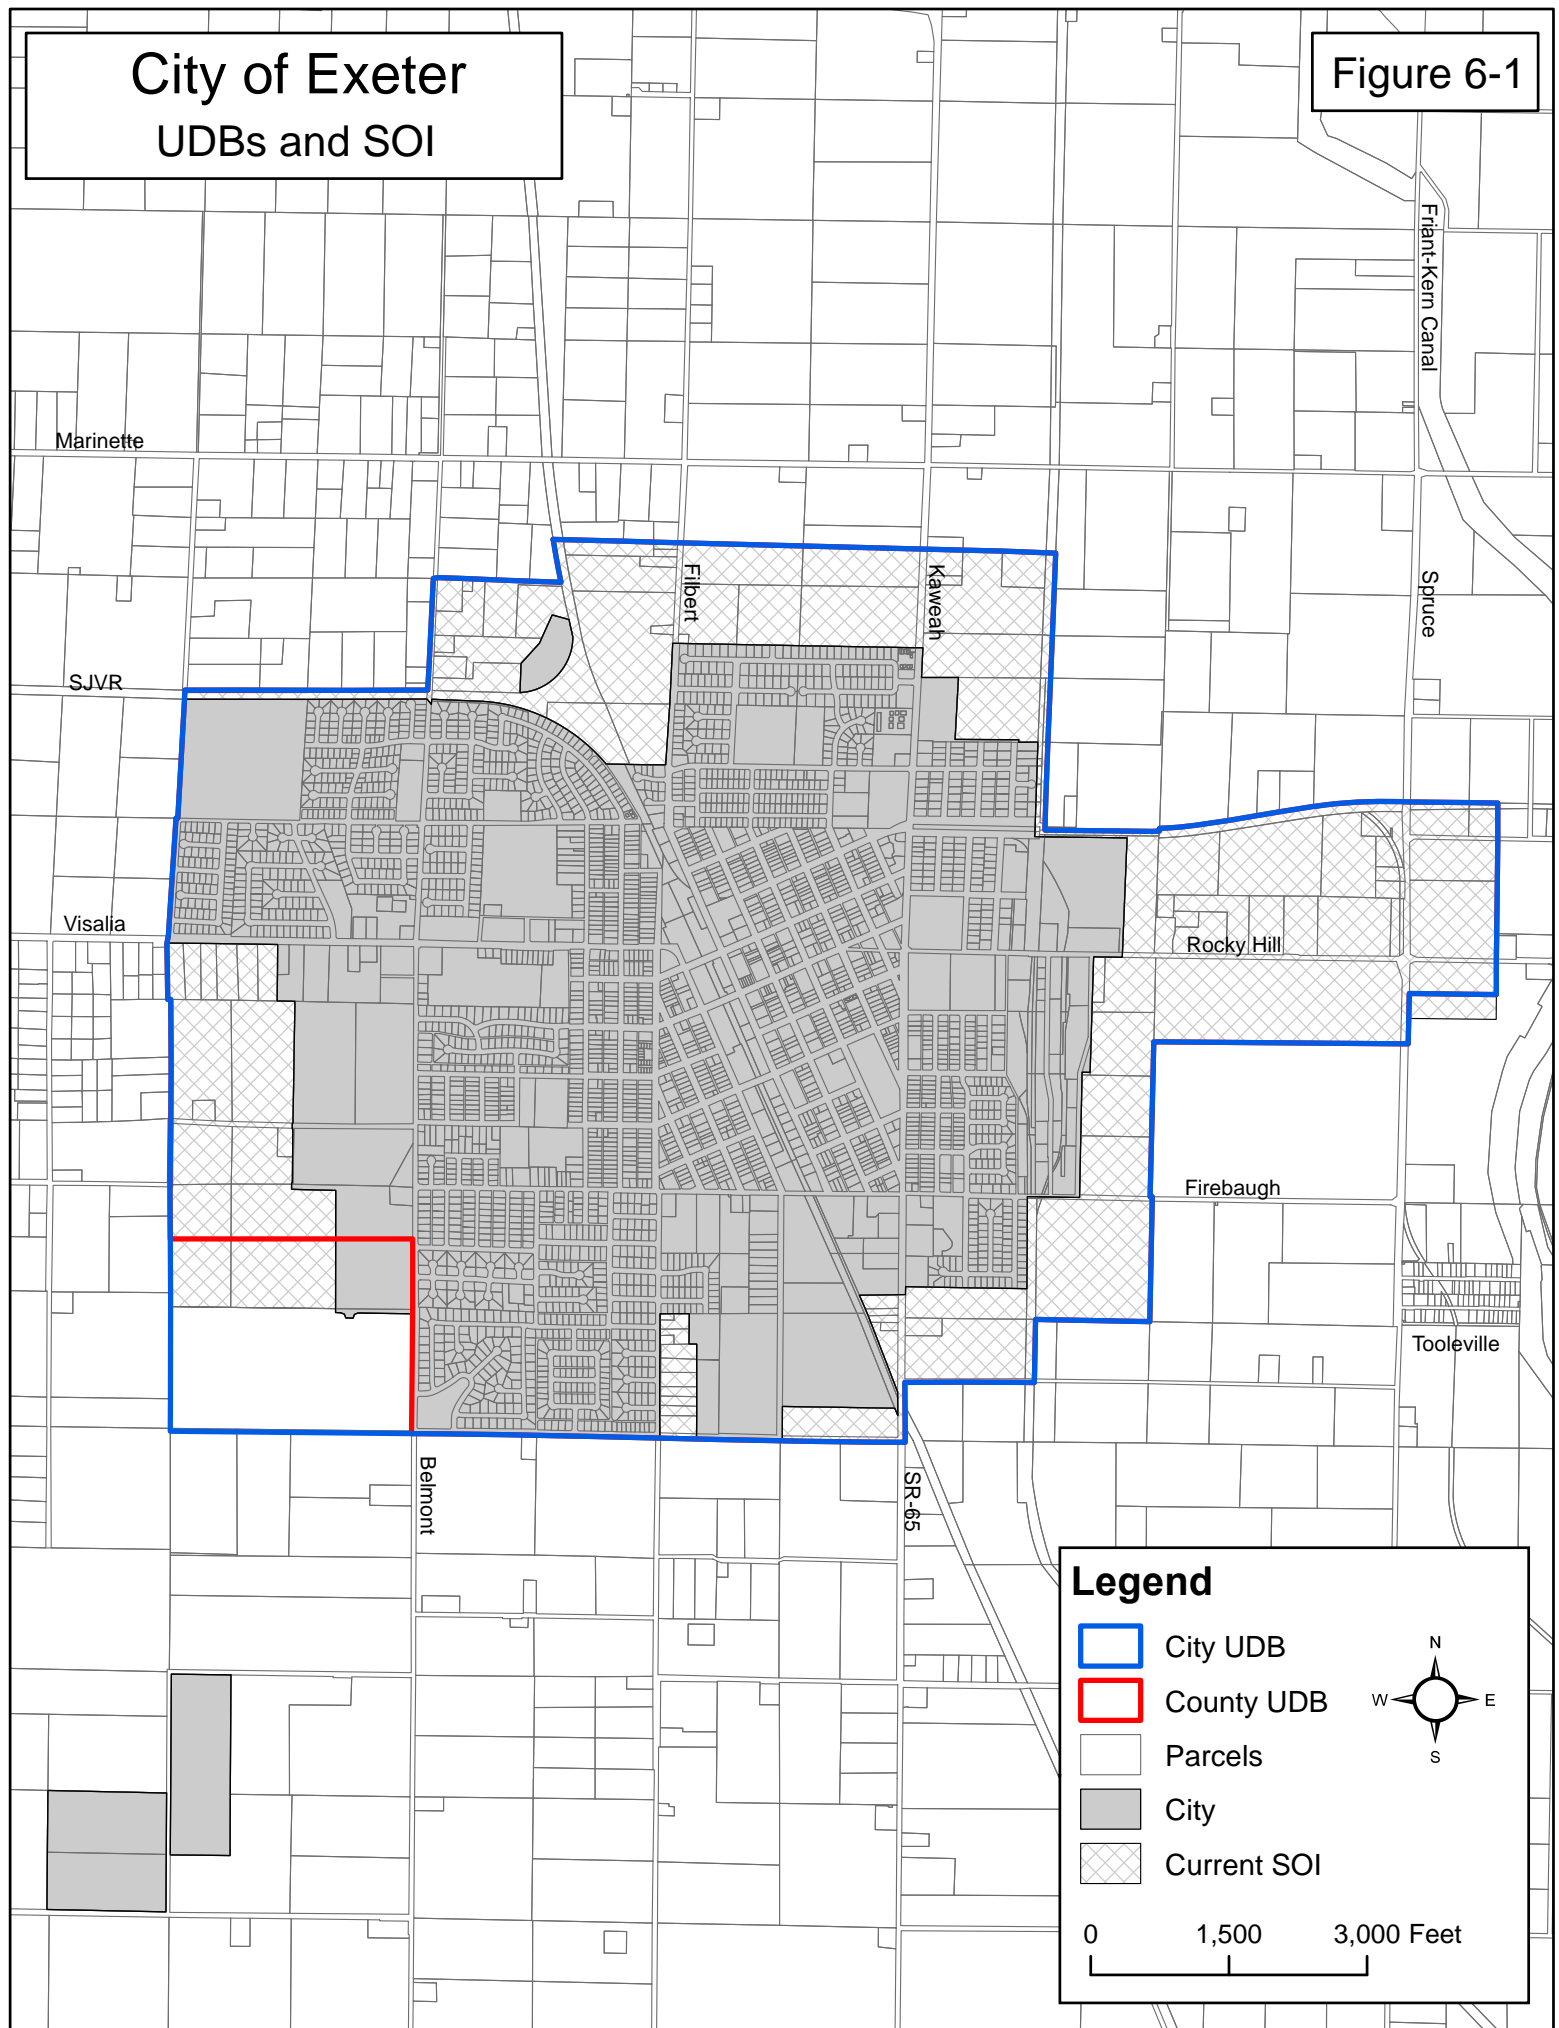 City of Exeter
UDBs and SOI
Figure 6-1
Friant-Kern Canal
Marinette
Filbert
Kaweah
Spruce
SJVR
Visalia
Rocky Hill
Firebaugh
Tooleville
Belmont
SR-65
Legend
City UDB
County UDB
Parcels
City
Current SOI
N
W
E
S
0
1,500
3,000 Feet